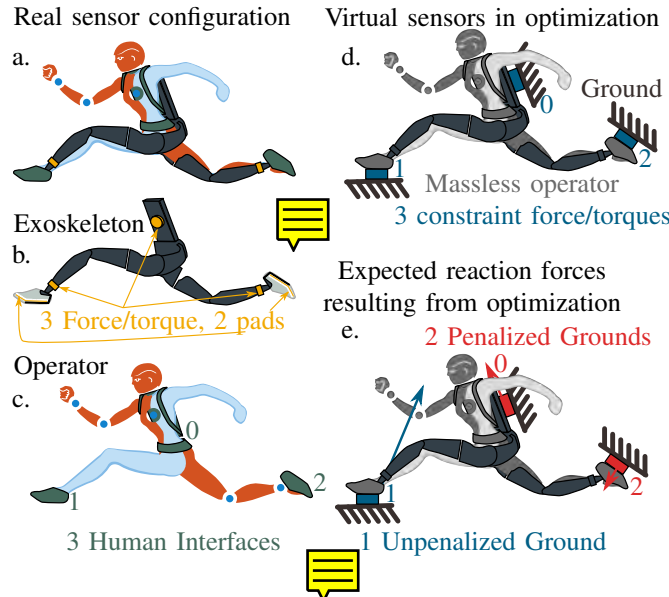 Real sensor configuration
a.
Exoskeleton
b.
3 Force/torque, 2 pads
Operator
c.
0
1
2
3 Human Interfaces
Virtual sensors in optimization
d.
0
Ground
1
2
Massless operator
3 constraint force/torques
Expected reaction forces
resulting from optimization
e.
2 Penalized Grounds
0
1
2
1 Unpenalized Ground